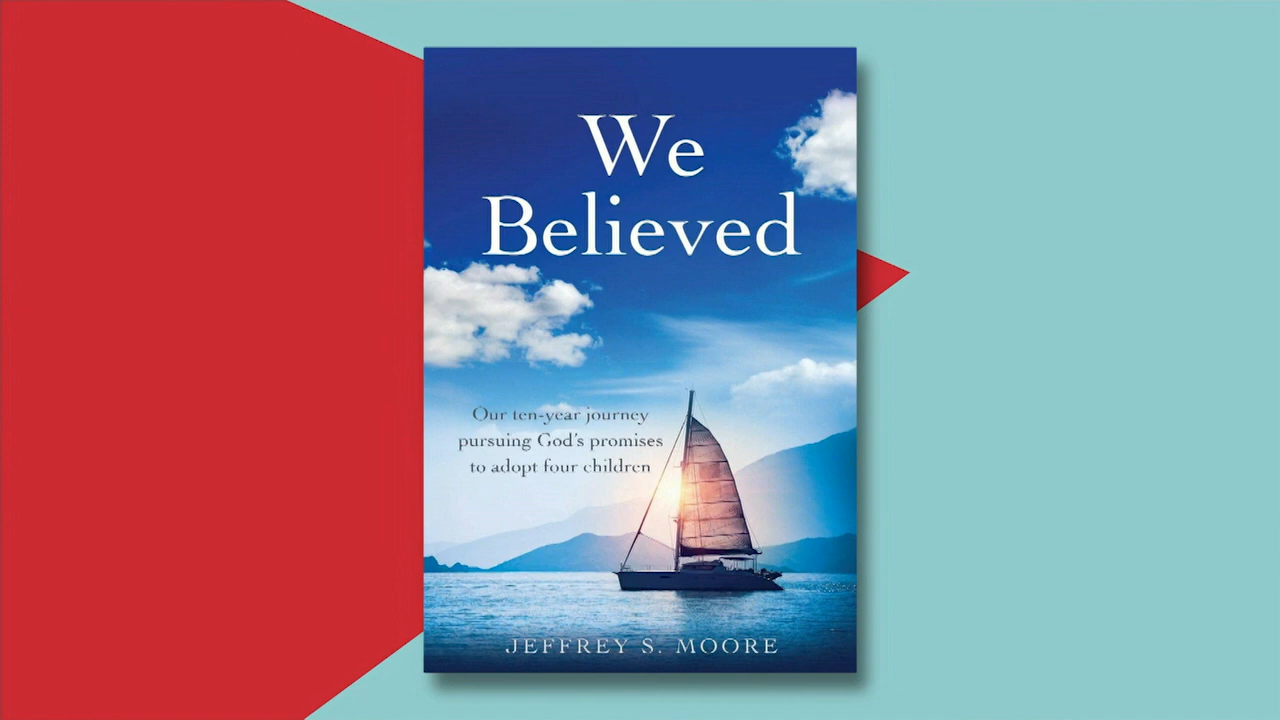 We
Believed
Our ten-year journey
pursuing God's promises
to adopt four children
JEFFREY S. MOORE